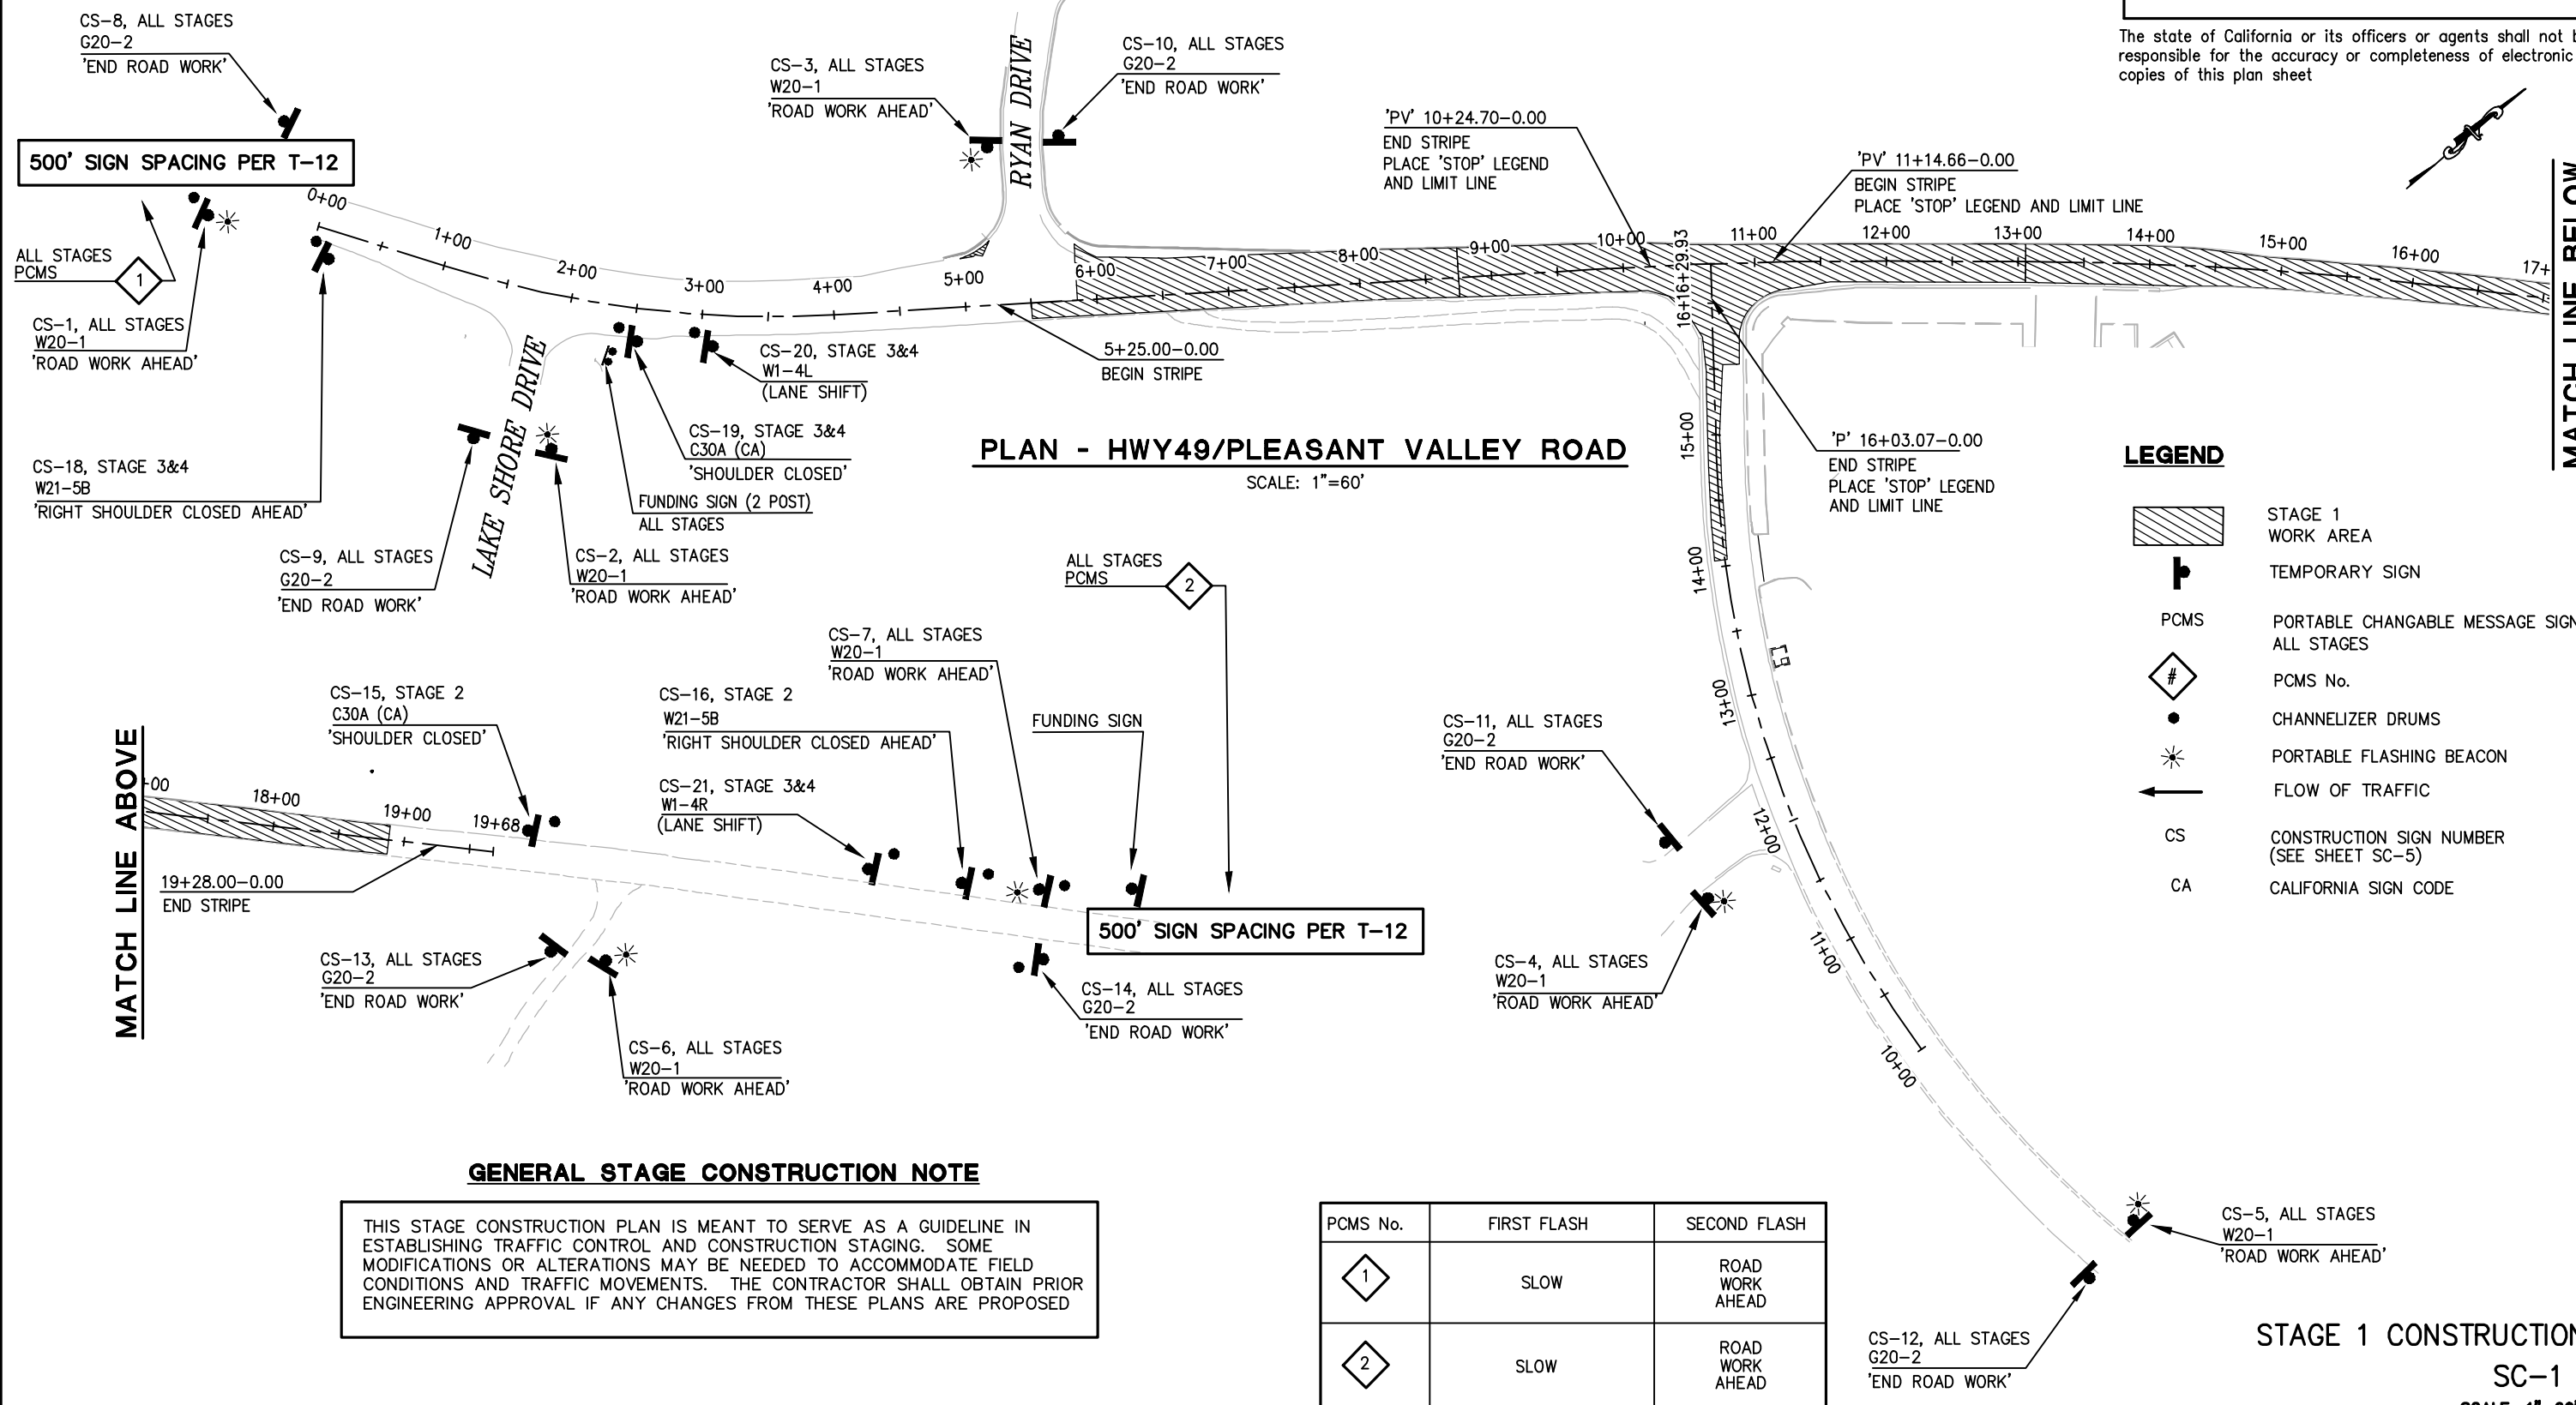 CS-8, ALL STAGES
G20-2
'END ROAD WORK'
500' SIGN SPACING PER T-12
ALL STAGES
PCMS
1
CS-1, ALL STAGES
W20-1
'ROAD WORK AHEAD'
CS-18, STAGE 3&4
W21-5B
'RIGHT SHOULDER CLOSED AHEAD'
CS-9, ALL STAGES
G20-2
'END ROAD WORK'
LAKE SHORE DRIVE
CS-2, ALL STAGES
W20-1
'ROAD WORK AHEAD'
FUNDING SIGN (2 POST)
ALL STAGES
CS-19, STAGE 3&4
C30A (CA)
'SHOULDER CLOSED'
CS-20, STAGE 3&4
W1-4L
(LANE SHIFT)
CS-3, ALL STAGES
W20-1
'ROAD WORK AHEAD'
RYAN DRIVE
CS-10, ALL STAGES
G20-2
'END ROAD WORK'
0+00
1+00
2+00
3+00
4+00
5+00
6+00
7+00
8+00
9+00
10+00
16+16+29.93
11+00
12+00
13+00
14+00
15+00
16+00
17+
5+25.00-0.00
BEGIN STRIPE
'PV' 10+24.70-0.00
END STRIPE
PLACE 'STOP' LEGEND
AND LIMIT LINE
'PV' 11+14.66-0.00
BEGIN STRIPE
PLACE 'STOP' LEGEND AND LIMIT LINE
The state of California or its officers or agents shall not
responsible for the accuracy or completeness of electronic
copies of this plan sheet
MATCH LINE BELOW
PLAN - HWY49/PLEASANT VALLEY ROAD
SCALE: 1"=60'
'P' 16+03.07-0.00
END STRIPE
PLACE 'STOP' LEGEND
AND LIMIT LINE
15+00
14+00
13+00
12+00
11+00
10+00
LEGEND
STAGE 1
WORK AREA
TEMPORARY SIGN
PCMS PORTABLE CHANGABLE MESSAGE SIGN
ALL STAGES
# PCMS No.
CHANNELIZER DRUMS
PORTABLE FLASHING BEACON
FLOW OF TRAFFIC
CS CONSTRUCTION SIGN NUMBER
(SEE SHEET SC-5)
CA CALIFORNIA SIGN CODE
ALL STAGES
PCMS
2
CS-7, ALL STAGES
W20-1
'ROAD WORK AHEAD'
CS-15, STAGE 2
C30A (CA)
'SHOULDER CLOSED'
CS-16, STAGE 2
W21-5B
'RIGHT SHOULDER CLOSED AHEAD'
CS-21, STAGE 3&4
W1-4R
(LANE SHIFT)
FUNDING SIGN
MATCH LINE ABOVE
+00
18+00
19+00
19+68
19+28.00-0.00
END STRIPE
500' SIGN SPACING PER T-12
CS-13, ALL STAGES
G20-2
'END ROAD WORK'
CS-6, ALL STAGES
W20-1
'ROAD WORK AHEAD'
CS-14, ALL STAGES
G20-2
'END ROAD WORK'
CS-11, ALL STAGES
G20-2
'END ROAD WORK'
CS-4, ALL STAGES
W20-1
'ROAD WORK AHEAD'
CS-5, ALL STAGES
W20-1
'ROAD WORK AHEAD'
CS-12, ALL STAGES
G20-2
'END ROAD WORK'
GENERAL STAGE CONSTRUCTION NOTE
THIS STAGE CONSTRUCTION PLAN IS MEANT TO SERVE AS A GUIDELINE IN
ESTABLISHING TRAFFIC CONTROL AND CONSTRUCTION STAGING. SOME
MODIFICATIONS OR ALTERATIONS MAY BE NEEDED TO ACCOMMODATE FIELD
CONDITIONS AND TRAFFIC MOVEMENTS. THE CONTRACTOR SHALL OBTAIN PRIOR
ENGINEERING APPROVAL IF ANY CHANGES FROM THESE PLANS ARE PROPOSED
PCMS No. FIRST FLASH SECOND FLASH
1 SLOW ROAD
WORK
AHEAD
2 SLOW ROAD
WORK
AHEAD
STAGE 1 CONSTRUCTION
SC-1